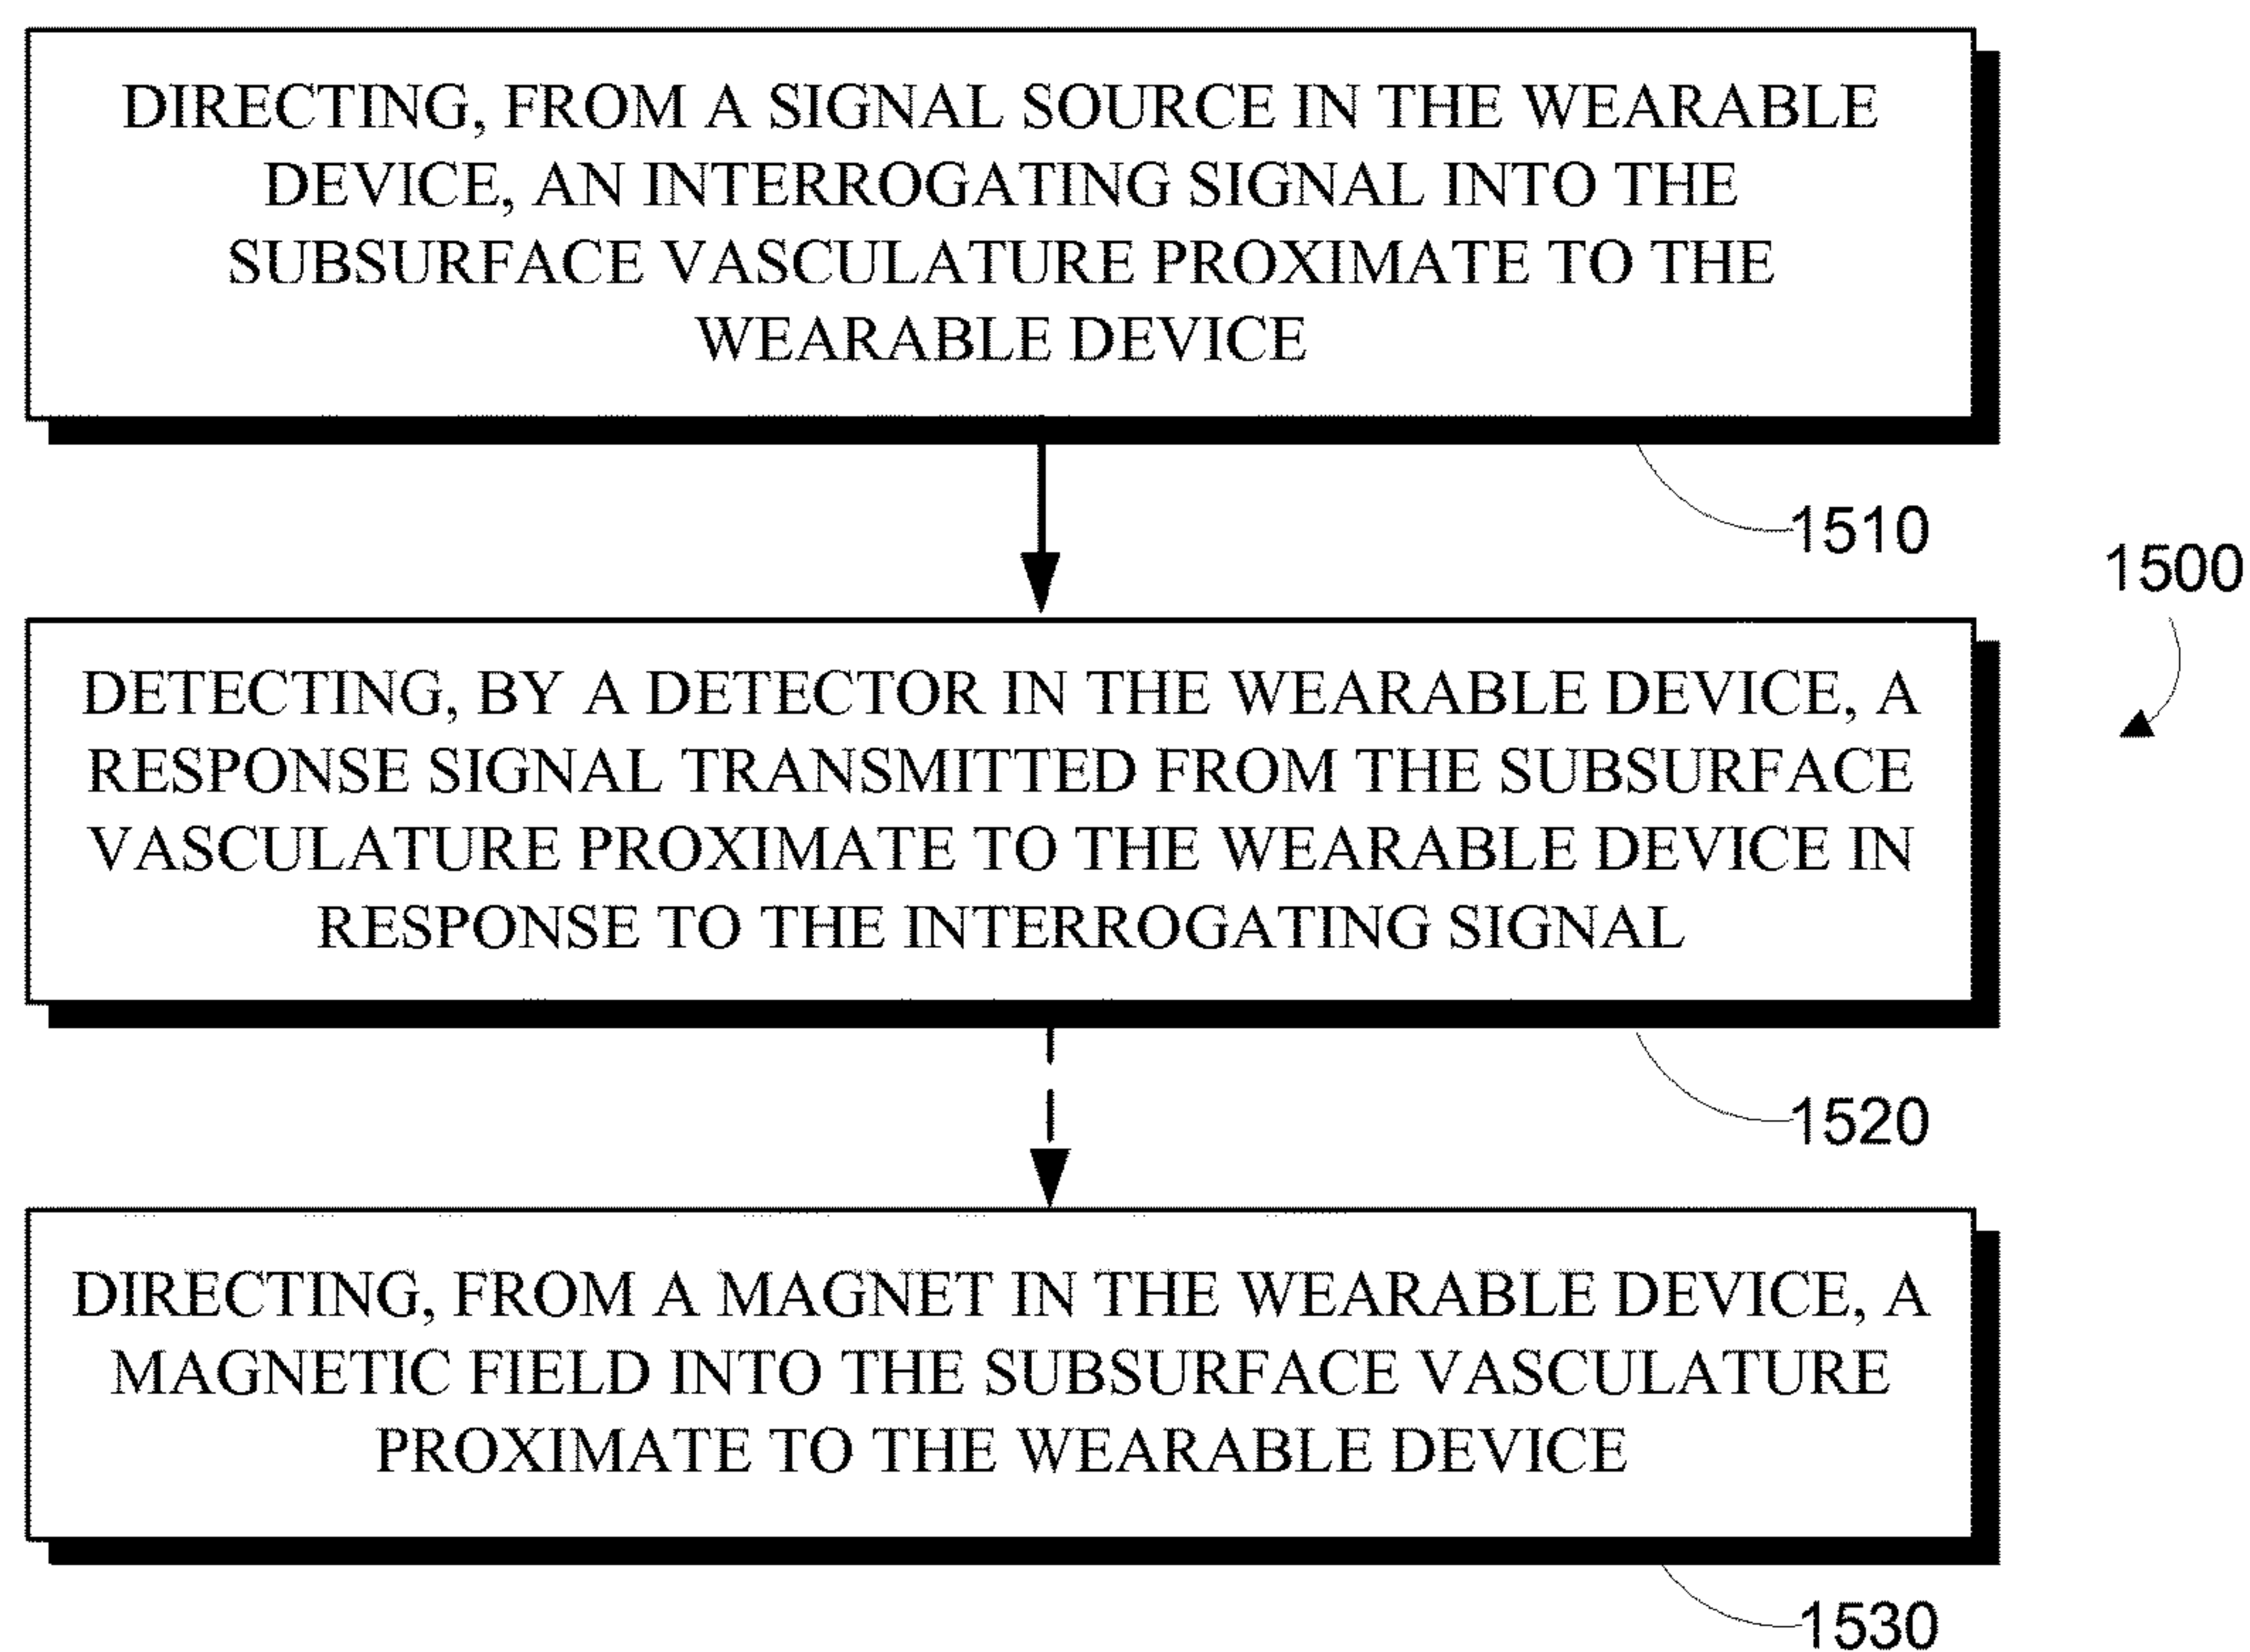 DIRECTING, FROM A SIGNAL SOURCE IN THE WEARABLE
DEVICE, AN INTERROGATING SIGNAL INTO THE
SUBSURFACE VASCULATURE PROXIMATE TO THE
WEARABLE DEVICE
1510
1500
DETECTING, BY A DETECTOR IN THE WEARABLE DEVICE, A
RESPONSE SIGNAL TRANSMITTED FROM THE SUBSURFACE
VASCULATURE PROXIMATE TO THE WEARABLE DEVICE IN
RESPONSE TO THE INTERROGATING SIGNAL
1520
DIRECTING, FROM A MAGNET IN THE WEARABLE DEVICE, A
MAGNETIC FIELD INTO THE SUBSURFACE VASCULATURE
PROXIMATE TO THE WEARABLE DEVICE
1530